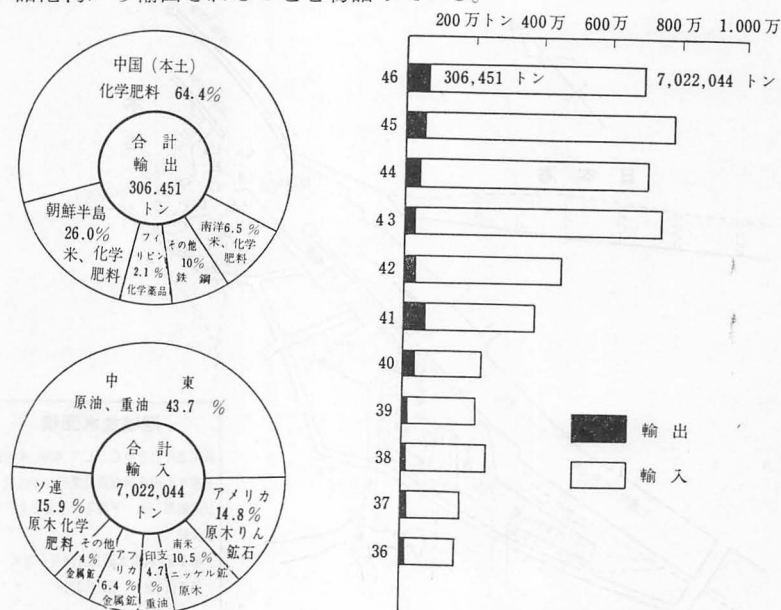 200万トン 400万 600万 800万 1.000万
中国（本土）
化学肥料 64.4%
合計
輸出
306.451
トン
朝鮮半島
26.0%
米、化学
肥料
フィ
リピン
2.1 %
化学薬品
その他
10%
鉄鋼
南洋6.5 %
米、化学
肥料
中東
原油、重油 43.7 %
合計
輸入
7,022,044
トン
ソ連
15.9 %
原木化学
肥料
その他
4%
金属鉱
アフ
リカ
6.4 %
金属鉱
印支
4.7
%
重油
南米
10.5 %
ニッケル鉱
原木
アメリカ
14.8%
原木りん
鉱石
46 306,451 トン 7,022,044 トン
45
44
43
42
41
40
39
38
37
36
輸出
輸入